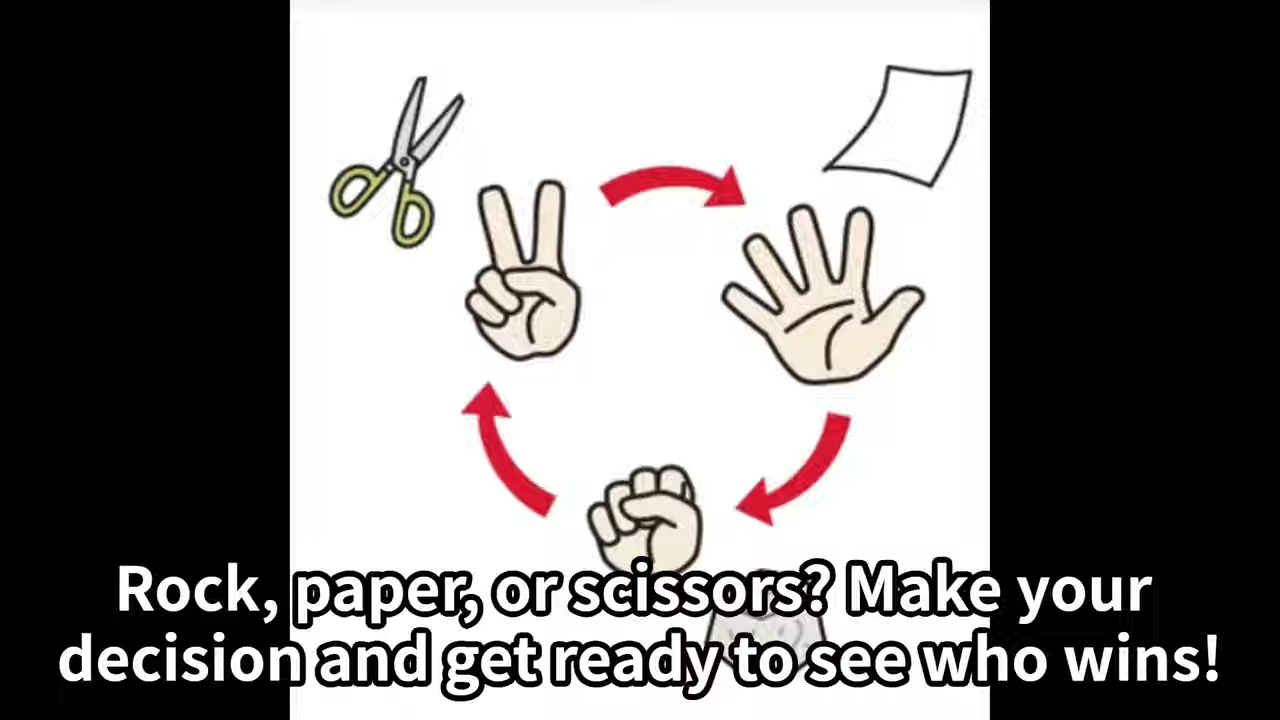 Rock, paper, or scissors? Make your
decision and get ready to see who wins!